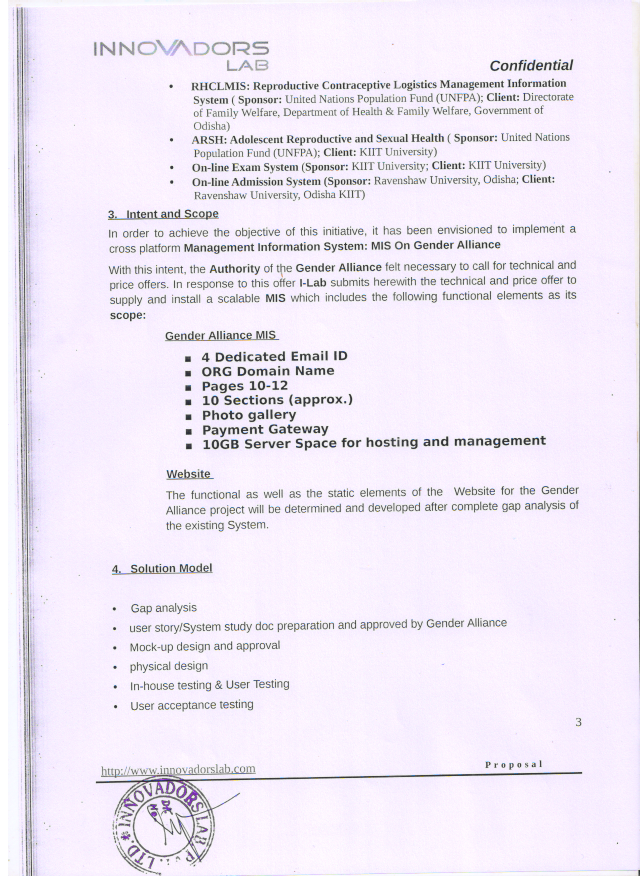 INNOVADORS
LAB
Confidential
• RHCLMIS: Reproductive Contraceptive Logistics Management Information
System ( Sponsor: United Nations Population Fund (UNFPA); Client: Directorate
of Family Welfare, Department of Health & Family Welfare, Government of
Odisha)
• ARSH: Adolescent Reproductive and Sexual Health ( Sponsor: United Nations
Population Fund (UNFPA); Client: KIIT University)
• On-line Exam System (Sponsor: KIIT University; Client: KIIT University)
• On-line Admission System (Sponsor: Ravenshaw University, Odisha; Client:
Ravenshaw University, Odisha KIIT)
3. Intent and Scope
In order to achieve the objective of this initiative, it has been envisioned to implement a
cross platform Management Information System: MIS On Gender Alliance
With this intent, the Authority of the Gender Alliance felt necessary to call for technical and
price offers. In response to this offer I-Lab submits herewith the technical and price offer to
supply and install a scalable MIS which includes the following functional elements as its
scope:
Gender Alliance MIS
▪ 4 Dedicated Email ID
▪ ORG Domain Name
▪ Pages 10-12
▪ 10 Sections (approx.)
▪ Photo gallery
▪ Payment Gateway
▪ 10GB Server Space for hosting and management
Website
The functional as well as the static elements of the Website for the Gender
Alliance project will be determined and developed after complete gap analysis of
the existing System.
4. Solution Model
• Gap analysis
• user story/System study doc preparation and approved by Gender Alliance
• Mock-up design and approval
• physical design
• In-house testing & User Testing
• User acceptance testing
3
http://www.innovadorslab.com
Proposal
INNOVADORS LAB PVT. LTD. *